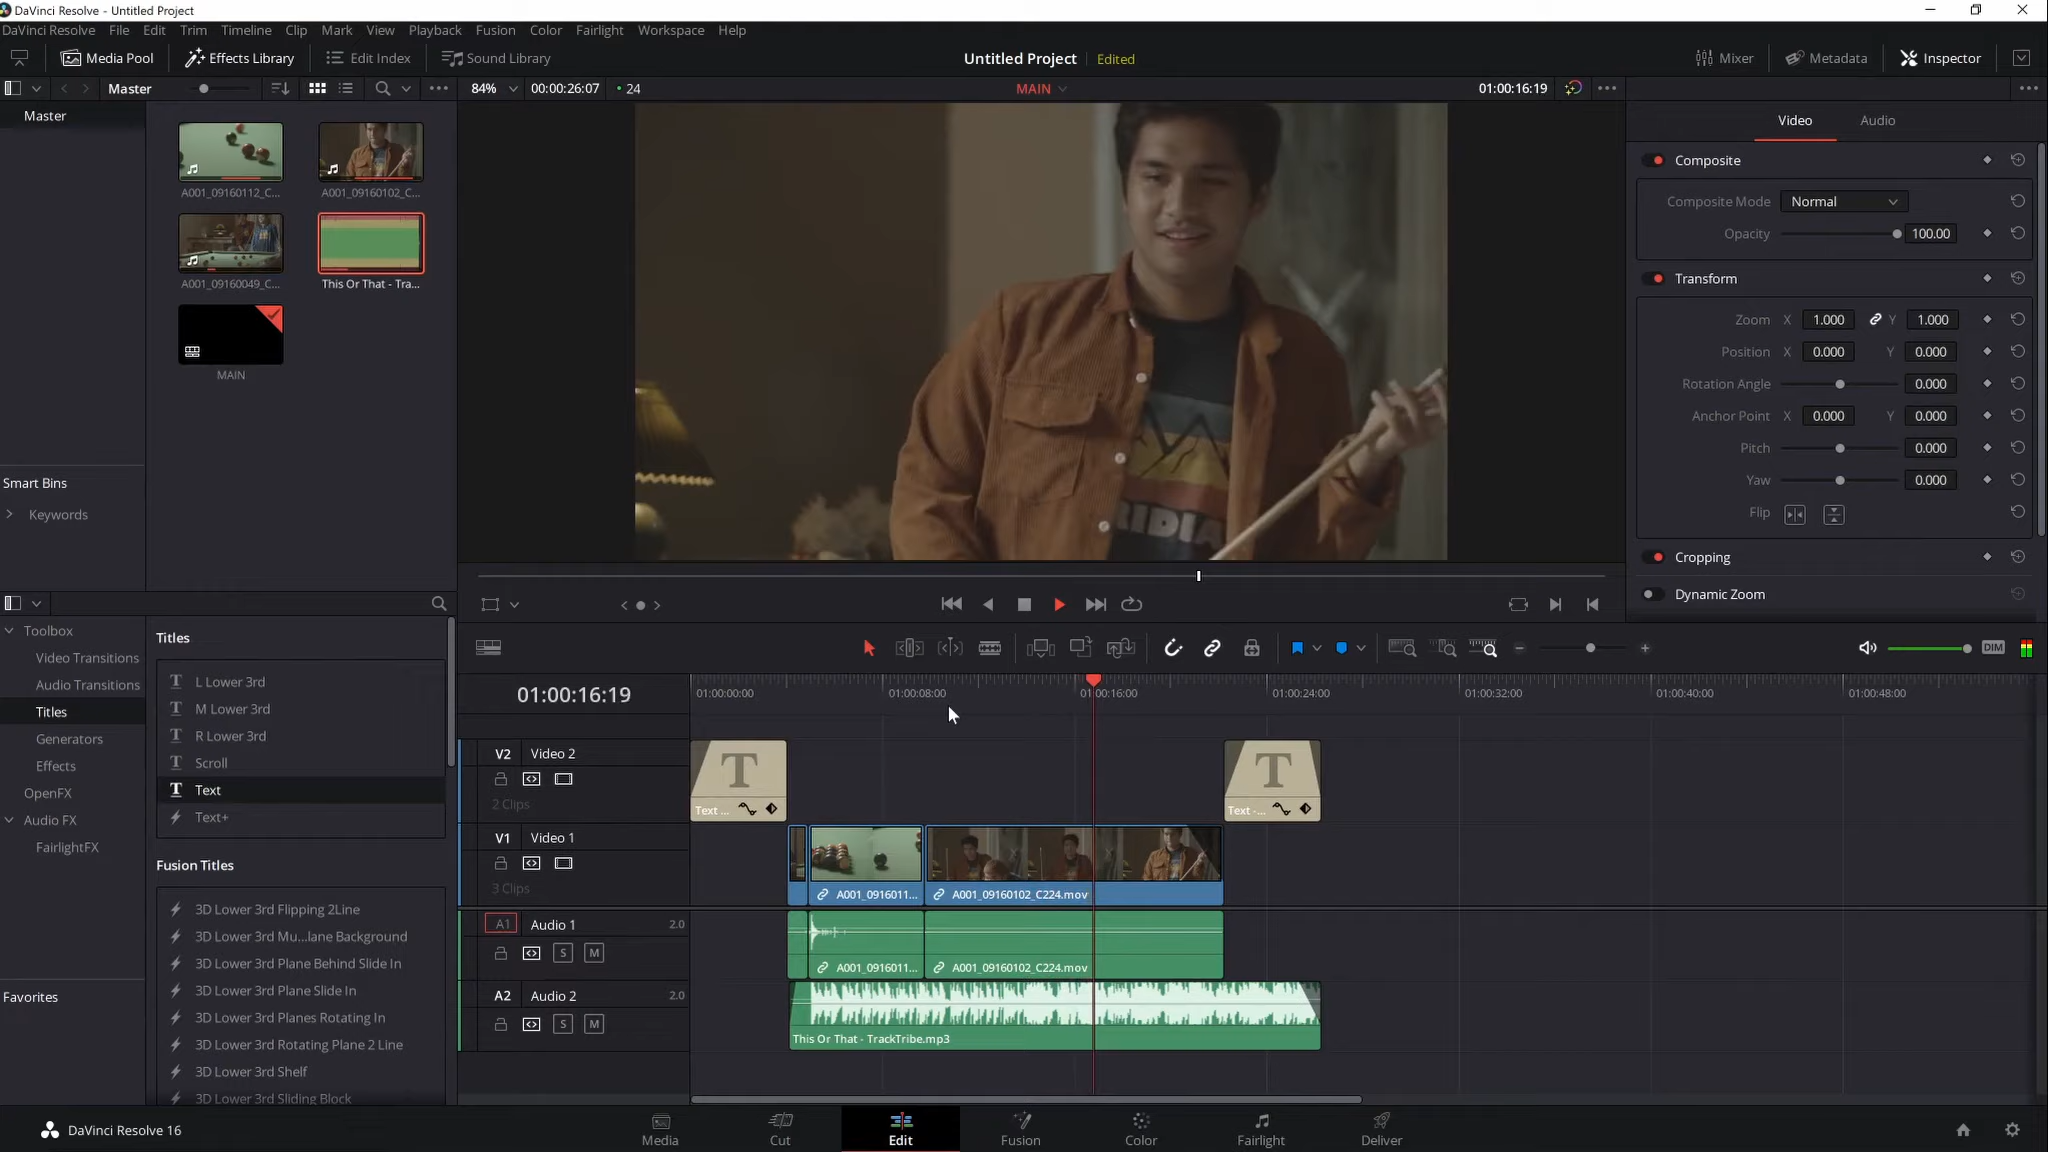 DaVinci Resolve - Untitled Project
DaVinci Resolve File Edit Trim Timeline Clip Mark View Playback Fusion Color Fairlight Workspace Help
Media Pool Effects Library Edit Index Sound Library Untitled Project Edited Mixer Metadata Inspector
Master 84% 00:00:26:07 24 MAIN 01:00:16:19
Master
A001_09160112_C... A001_09160102_C...
A001_09160049_C... This Or That - Tra...
MAIN
Smart Bins
Keywords
Video Audio
Composite
Composite Mode Normal
Opacity 100.00
Transform
Zoom X 1.000 Y 1.000
Position X 0.000 Y 0.000
Rotation Angle 0.000
Anchor Point X 0.000 Y 0.000
Pitch 0.000
Yaw 0.000
Flip
Cropping
Dynamic Zoom
RIDIA
Toolbox
Video Transitions
Audio Transitions
Titles
Generators
Effects
OpenFX
Audio FX
FairlightFX
Favorites
Titles
L Lower 3rd
M Lower 3rd
R Lower 3rd
Scroll
Text
Text+
Fusion Titles
3D Lower 3rd Flipping 2Line
3D Lower 3rd Mu...lane Background
3D Lower 3rd Plane Behind Slide In
3D Lower 3rd Plane Slide In
3D Lower 3rd Planes Rotating In
3D Lower 3rd Rotating Plane 2 Line
3D Lower 3rd Shelf
3D Lower 3rd Sliding Block
DIM
01:00:16:19 01:00:00:00 01:00:08:00 01:00:16:00 01:00:24:00 01:00:32:00 01:00:40:00 01:00:48:00
V2 Video 2
2 Clips
T T
Text ... Text -...
V1 Video 1
3 Clips
A001_0916011... A001_09160102_C224.mov
A1 Audio 1 2.0
S M
A001_0916011... A001_09160102_C224.mov
A2 Audio 2 2.0
S M
This Or That - TrackTribe.mp3
DaVinci Resolve 16 Media Cut Edit Fusion Color Fairlight Deliver